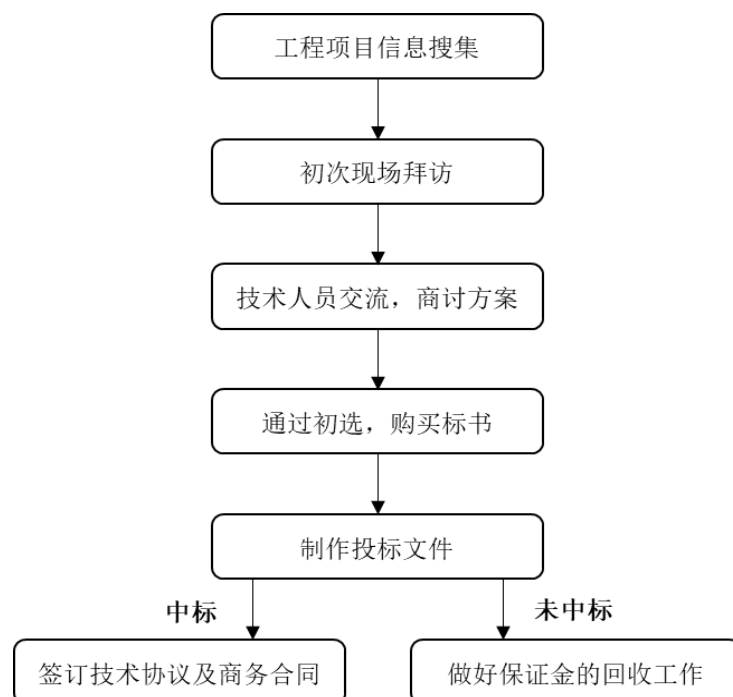 工程项目信息搜集
初次现场拜访
技术人员交流，商讨方案
通过初选，购买标书
制作投标文件
中标
未中标
签订技术协议及商务合同
做好保证金的回收工作